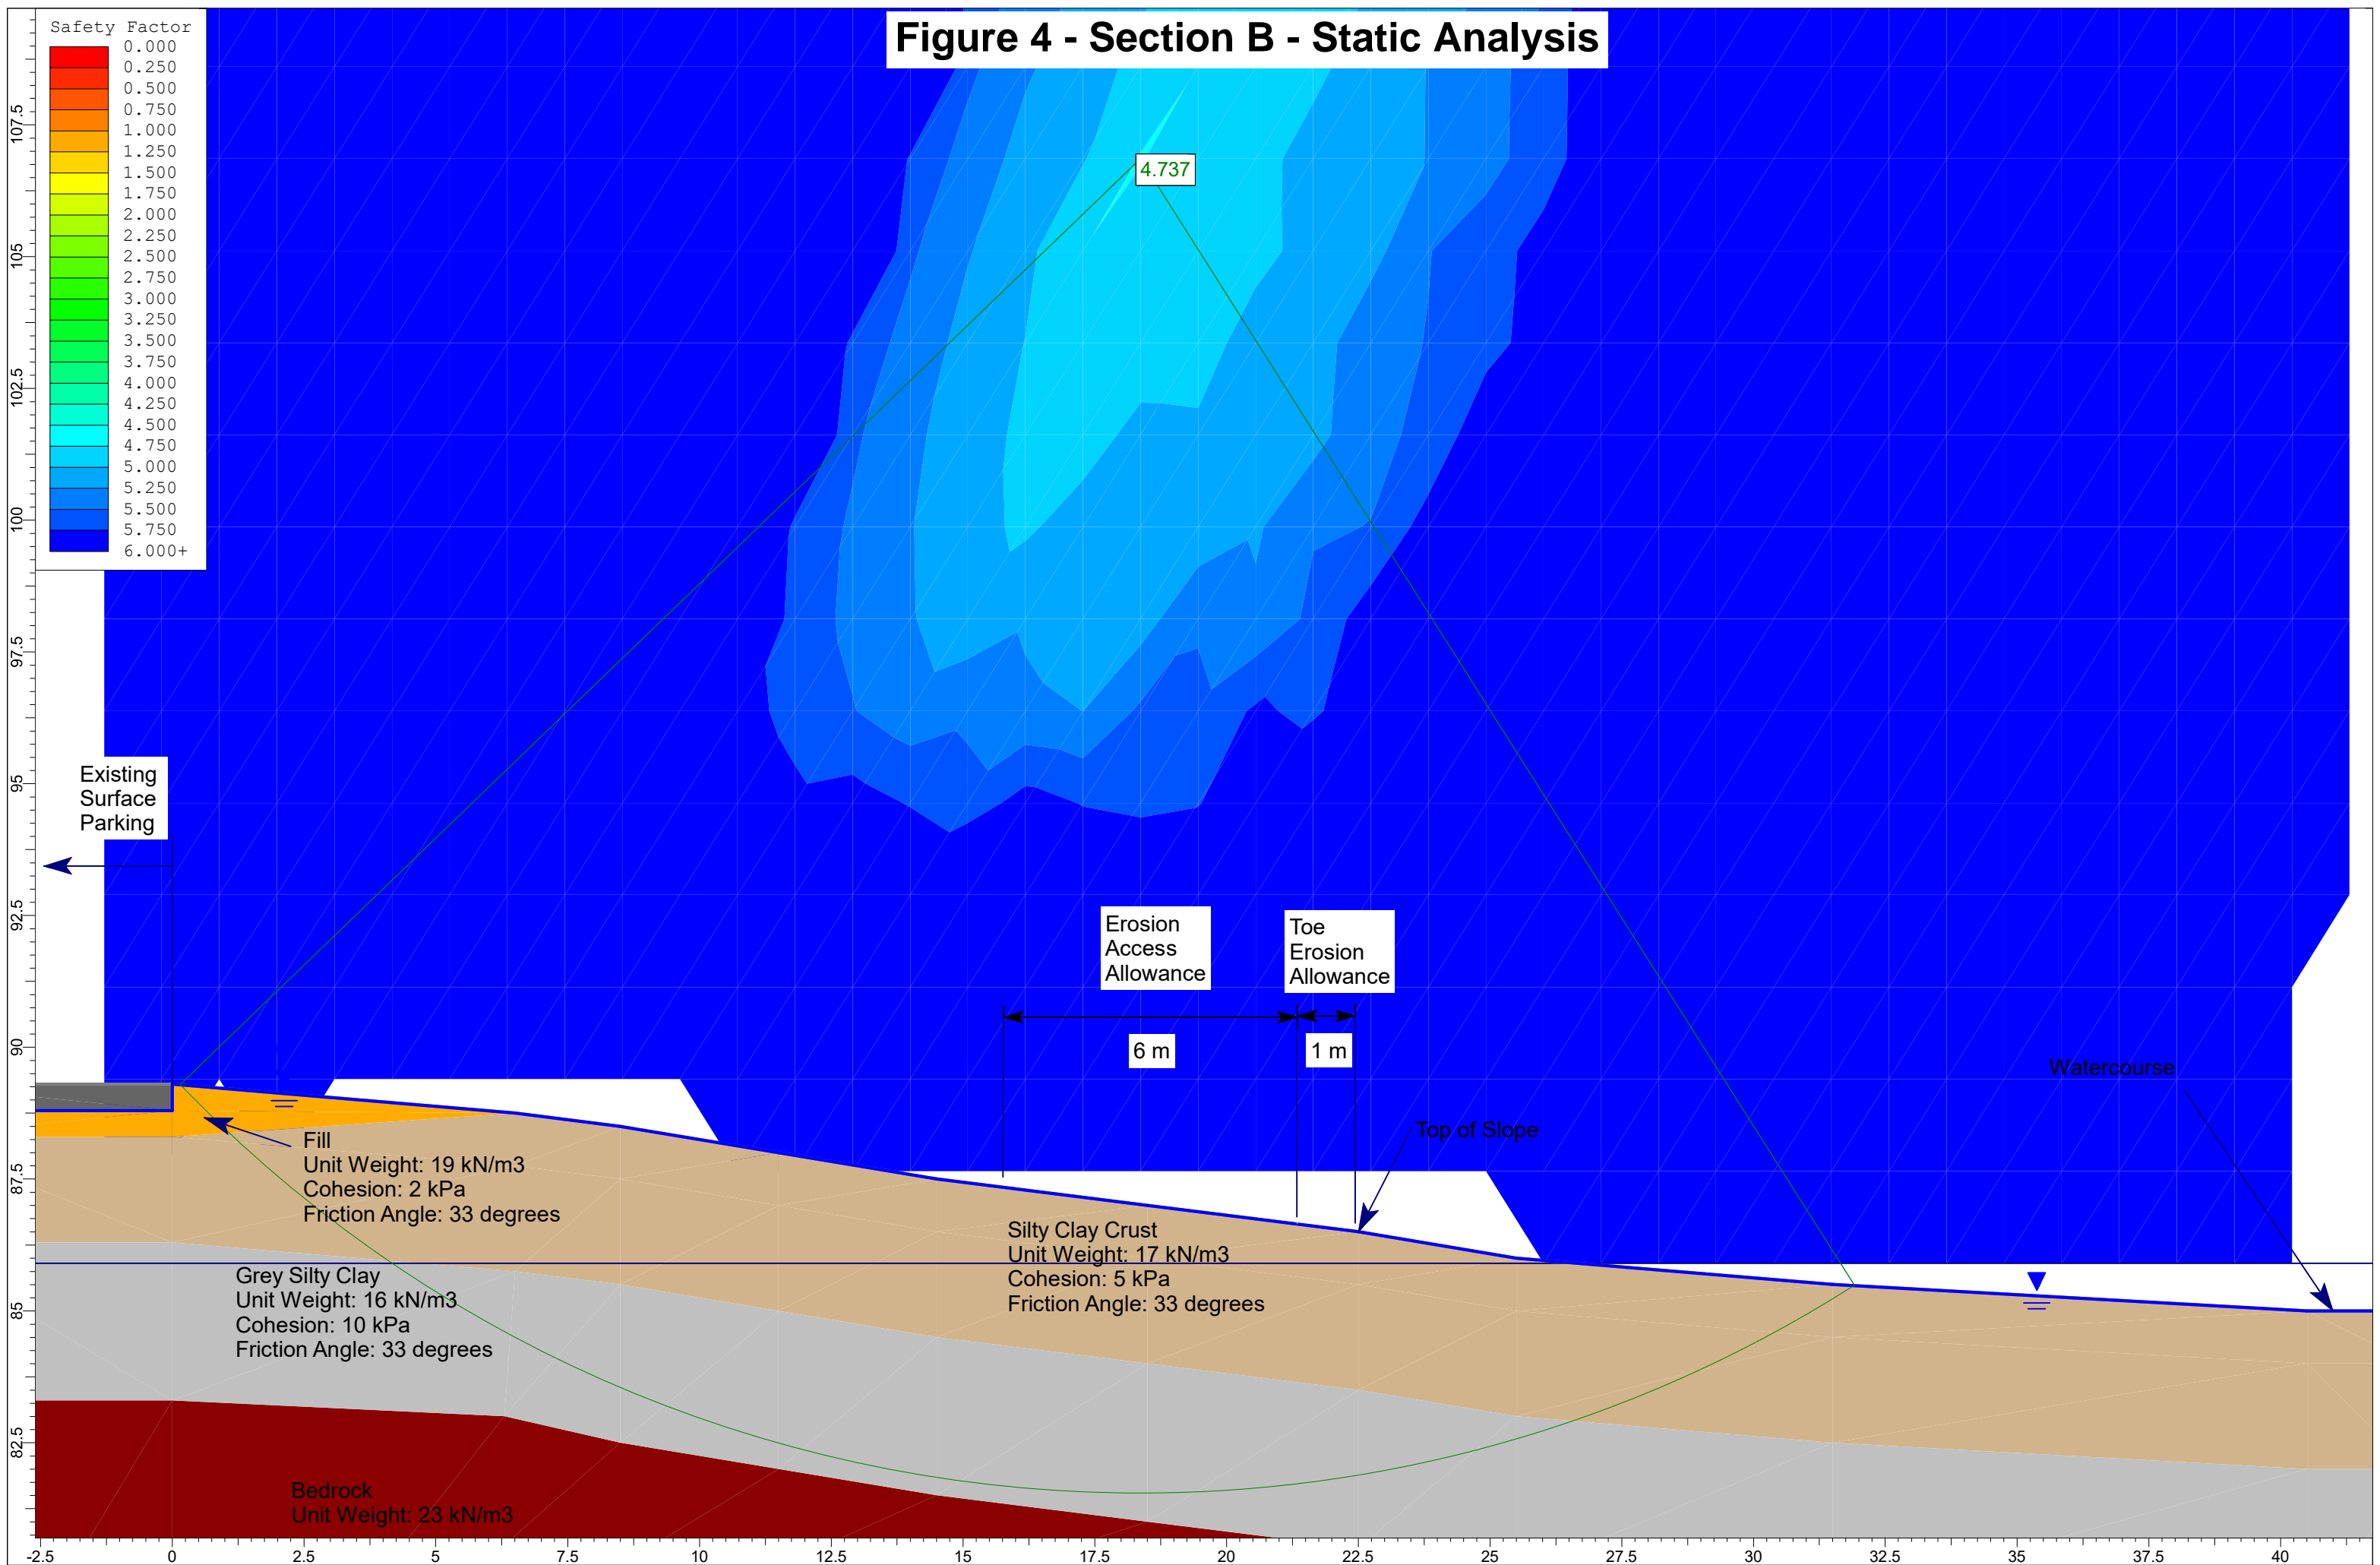 Figure 4 - Section B - Static Analysis
Safety Factor
0.000
0.250
0.500
0.750
1.000
1.250
1.500
1.750
2.000
2.250
2.500
2.750
3.000
3.250
3.500
3.750
4.000
4.250
4.500
4.750
5.000
5.250
5.500
5.750
6.000+
4.737
107.5
105
102.5
100
97.5
95
92.5
90
87.5
85
82.5
Existing
Surface
Parking
Erosion
Access
Allowance
Toe
Erosion
Allowance
6 m
1 m
Watercourse
Top of Slope
Fill
Unit Weight: 19 kN/m3
Cohesion: 2 kPa
Friction Angle: 33 degrees
Silty Clay Crust
Unit Weight: 17 kN/m3
Cohesion: 5 kPa
Friction Angle: 33 degrees
Grey Silty Clay
Unit Weight: 16 kN/m3
Cohesion: 10 kPa
Friction Angle: 33 degrees
Bedrock
Unit Weight: 23 kN/m3
-2.5 0 2.5 5 7.5 10 12.5 15 17.5 20 22.5 25 27.5 30 32.5 35 37.5 40